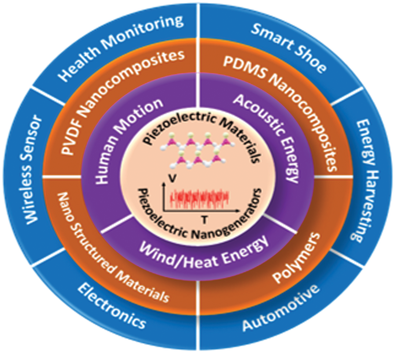 Health Monitoring
Smart Shoe
Energy Harvesting
Automotive
Electronics
Wireless Sensor
PVDF Nanocomposites
PDMS Nanocomposites
Polymers
Nano Structured Materials
Human Motion
Acoustic Energy
Wind/Heat Energy
Piezoelectric Materials
V
T
Piezoelectric Nanogenerators